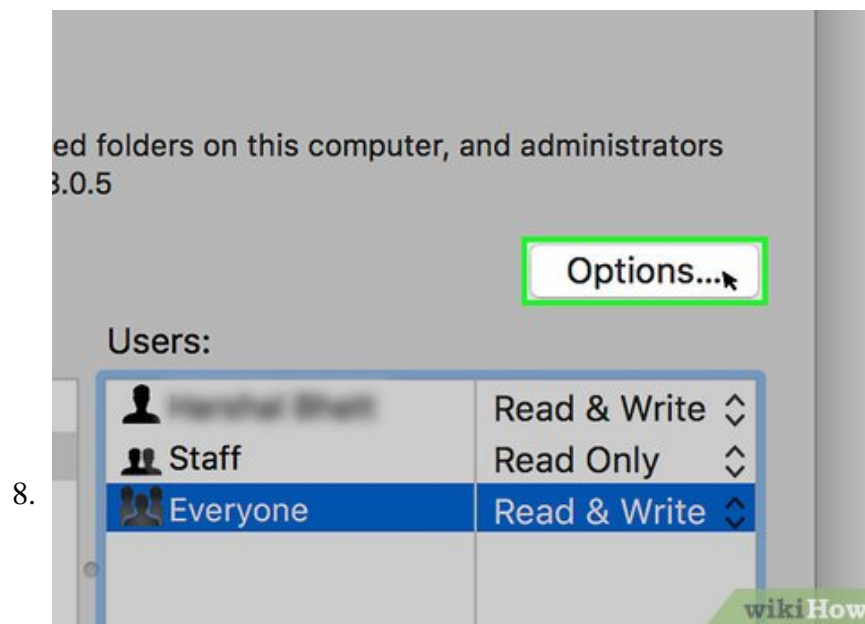 ed folders on this computer, and administrators
3.0.5
Options...
Users:
Read & Write
Staff
Read Only
8.
Everyone
Read & Write
wikiHow